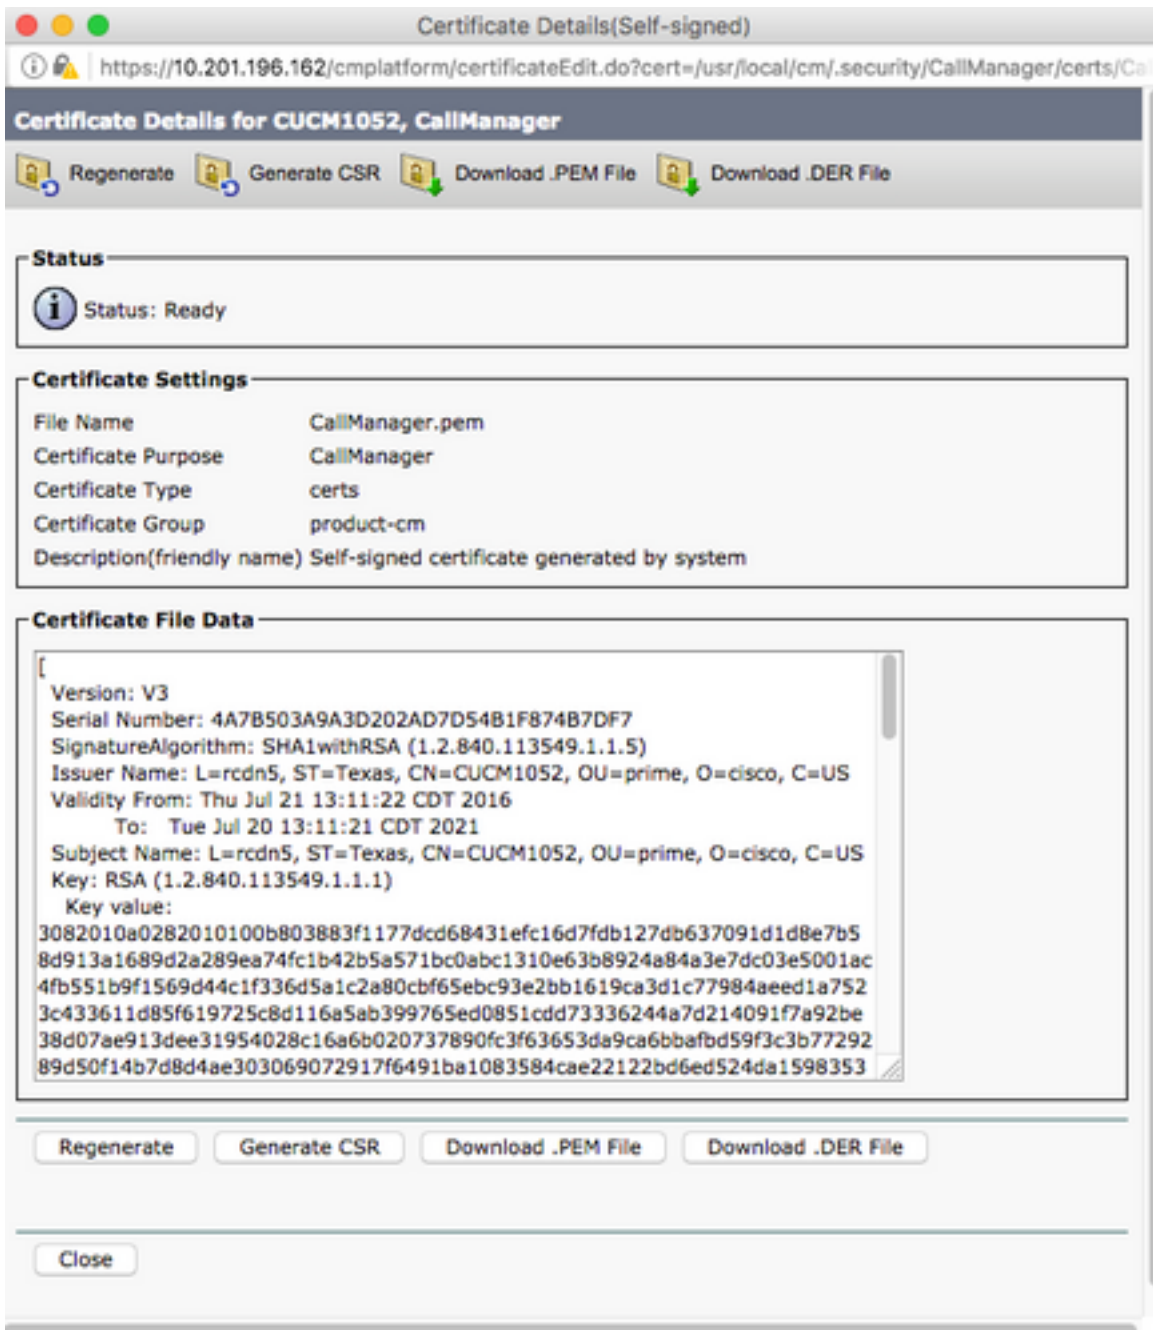 Certificate Details(Self-signed)
https://10.201.196.162/cmplatform/certificateEdit.do?cert=/usr/local/cm/.security/CallManager/certs/Cal
Certificate Details for CUCM1052, CallManager
Regenerate Generate CSR Download .PEM File Download .DER File
Status
Status: Ready
Certificate Settings
File Name CallManager.pem
Certificate Purpose CallManager
Certificate Type certs
Certificate Group product-cm
Description(friendly name) Self-signed certificate generated by system
Certificate File Data
[
Version: V3
Serial Number: 4A7B503A9A3D202AD7D54B1F874B7DF7
SignatureAlgorithm: SHA1withRSA (1.2.840.113549.1.1.5)
Issuer Name: L=rcdn5, ST=Texas, CN=CUCM1052, OU=prime, O=cisco, C=US
Validity From: Thu Jul 21 13:11:22 CDT 2016
To: Tue Jul 20 13:11:21 CDT 2021
Subject Name: L=rcdn5, ST=Texas, CN=CUCM1052, OU=prime, O=cisco, C=US
Key: RSA (1.2.840.113549.1.1.1)
Key value:
3082010a0282010100b803883f1177dcd68431efc16d7fdb127db637091d1d8e7b5
8d913a1689d2a289ea74fc1b42b5a571bc0abc1310e63b8924a84a3e7dc03e5001ac
4fb551b9f1569d44c1f336d5a1c2a80cbf65ebc93e2bb1619ca3d1c77984aeed1a752
3c433611d85f619725c8d116a5ab399765ed0851cdd73336244a7d214091f7a92be
38d07ae913dee31954028c16a6b020737890fc3f63653da9ca6bbafbd59f3c3b77292
89d50f14b7d8d4ae303069072917f6491ba1083584cae22122bd6ed524da1598353
Regenerate Generate CSR Download .PEM File Download .DER File
Close